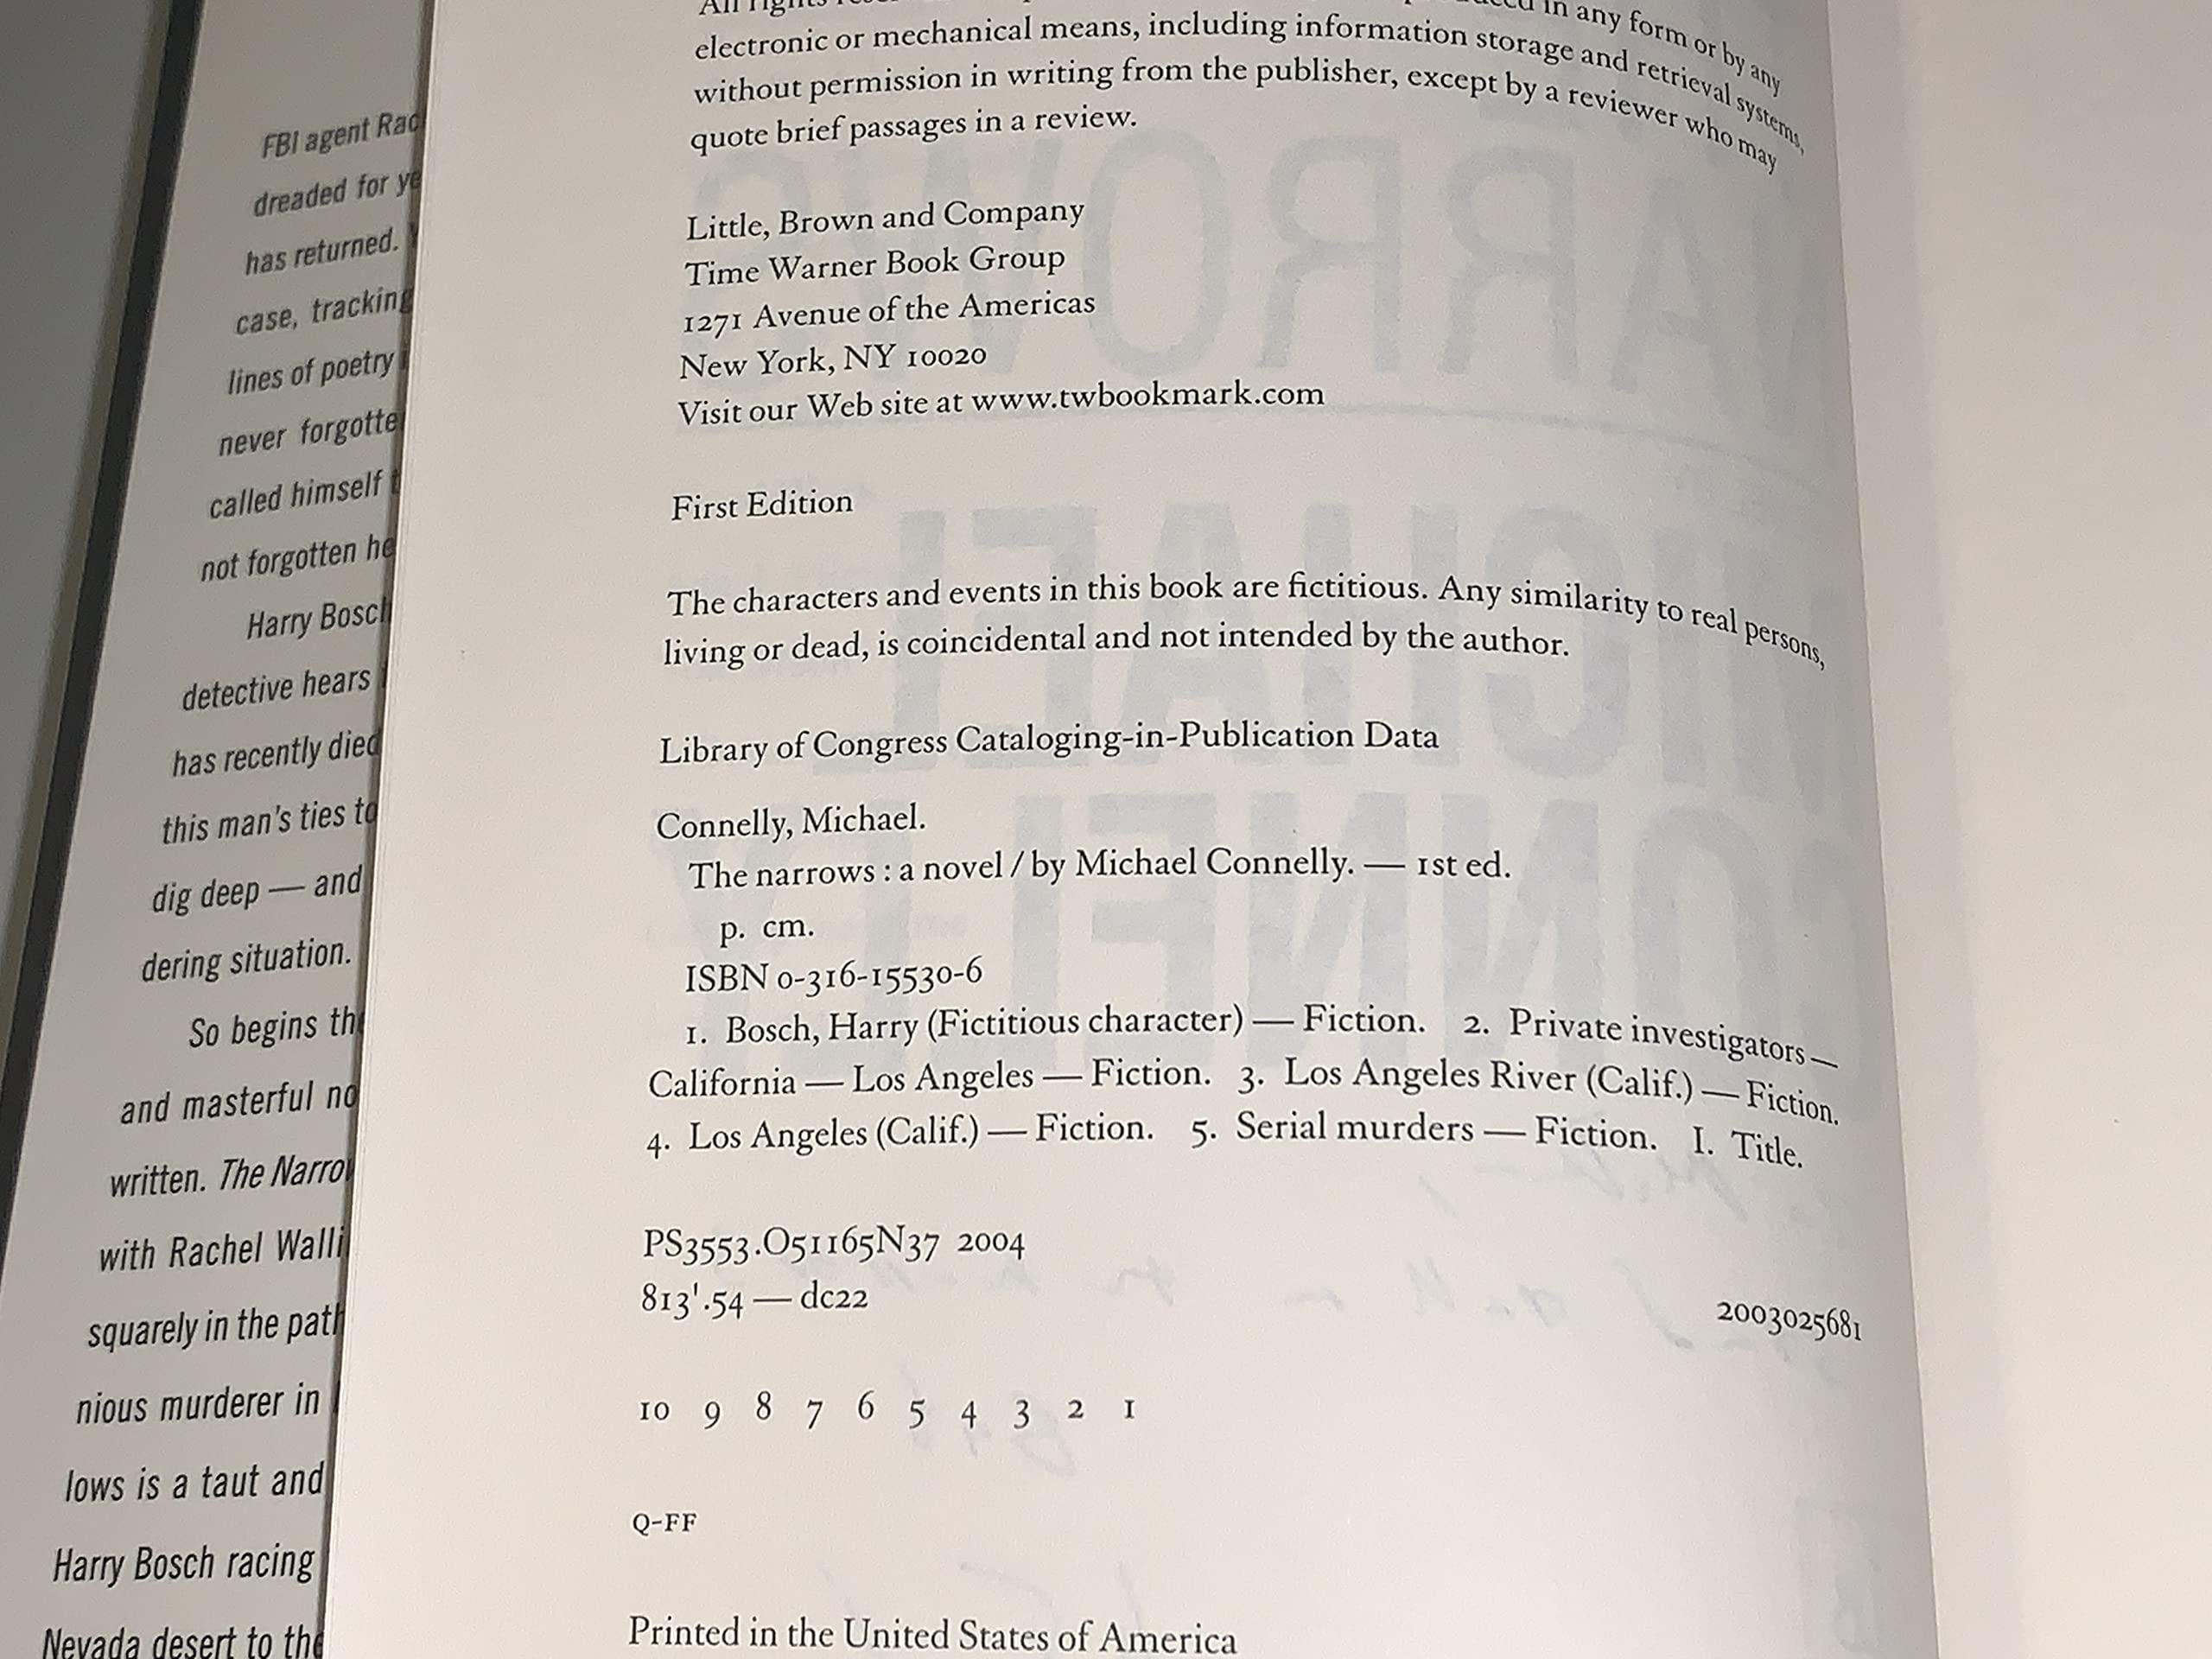 FBI agent
dreaded for
has returned.
case, tracking
lines of poetry
never
called himself
not forgotten
Harry Bosch
detective hears
has recently died
this man's ties to
dig deep — and
dering situation.
So begins
and masterful
written. The
with Rachel
squarely in the
nious murderer in
lows is a taut and
Harry Bosch racing
Nevada desert to the
All rights
in any form or by any
electronic or mechanical means, including information storage and retrieval systems,
without permission in writing from the publisher, except by a reviewer who may
quote brief passages in a review.
Little, Brown and Company
Time Warner Book Group
1271 Avenue of the Americas
New York, NY 10020
Visit our Web site at www.twbookmark.com
First Edition
The characters and events in this book are fictitious. Any similarity to real persons,
living or dead, is coincidental and not intended by the author.
Library of Congress Cataloging-in-Publication Data
Connelly, Michael.
The narrows : a novel / by Michael Connelly. — 1st ed.
p. cm.
ISBN 0-316-15530-6
1. Bosch, Harry (Fictitious character) — Fiction. 2. Private investigators —
California — Los Angeles — Fiction. 3. Los Angeles River (Calif.) — Fiction.
4. Los Angeles (Calif.) — Fiction. 5. Serial murders — Fiction. I. Title.
PS3553.O51165N37 2004
813'.54 — dc22
2003025681
10 9 8 7 6 5 4 3 2 1
Q-FF
Printed in the United States of America